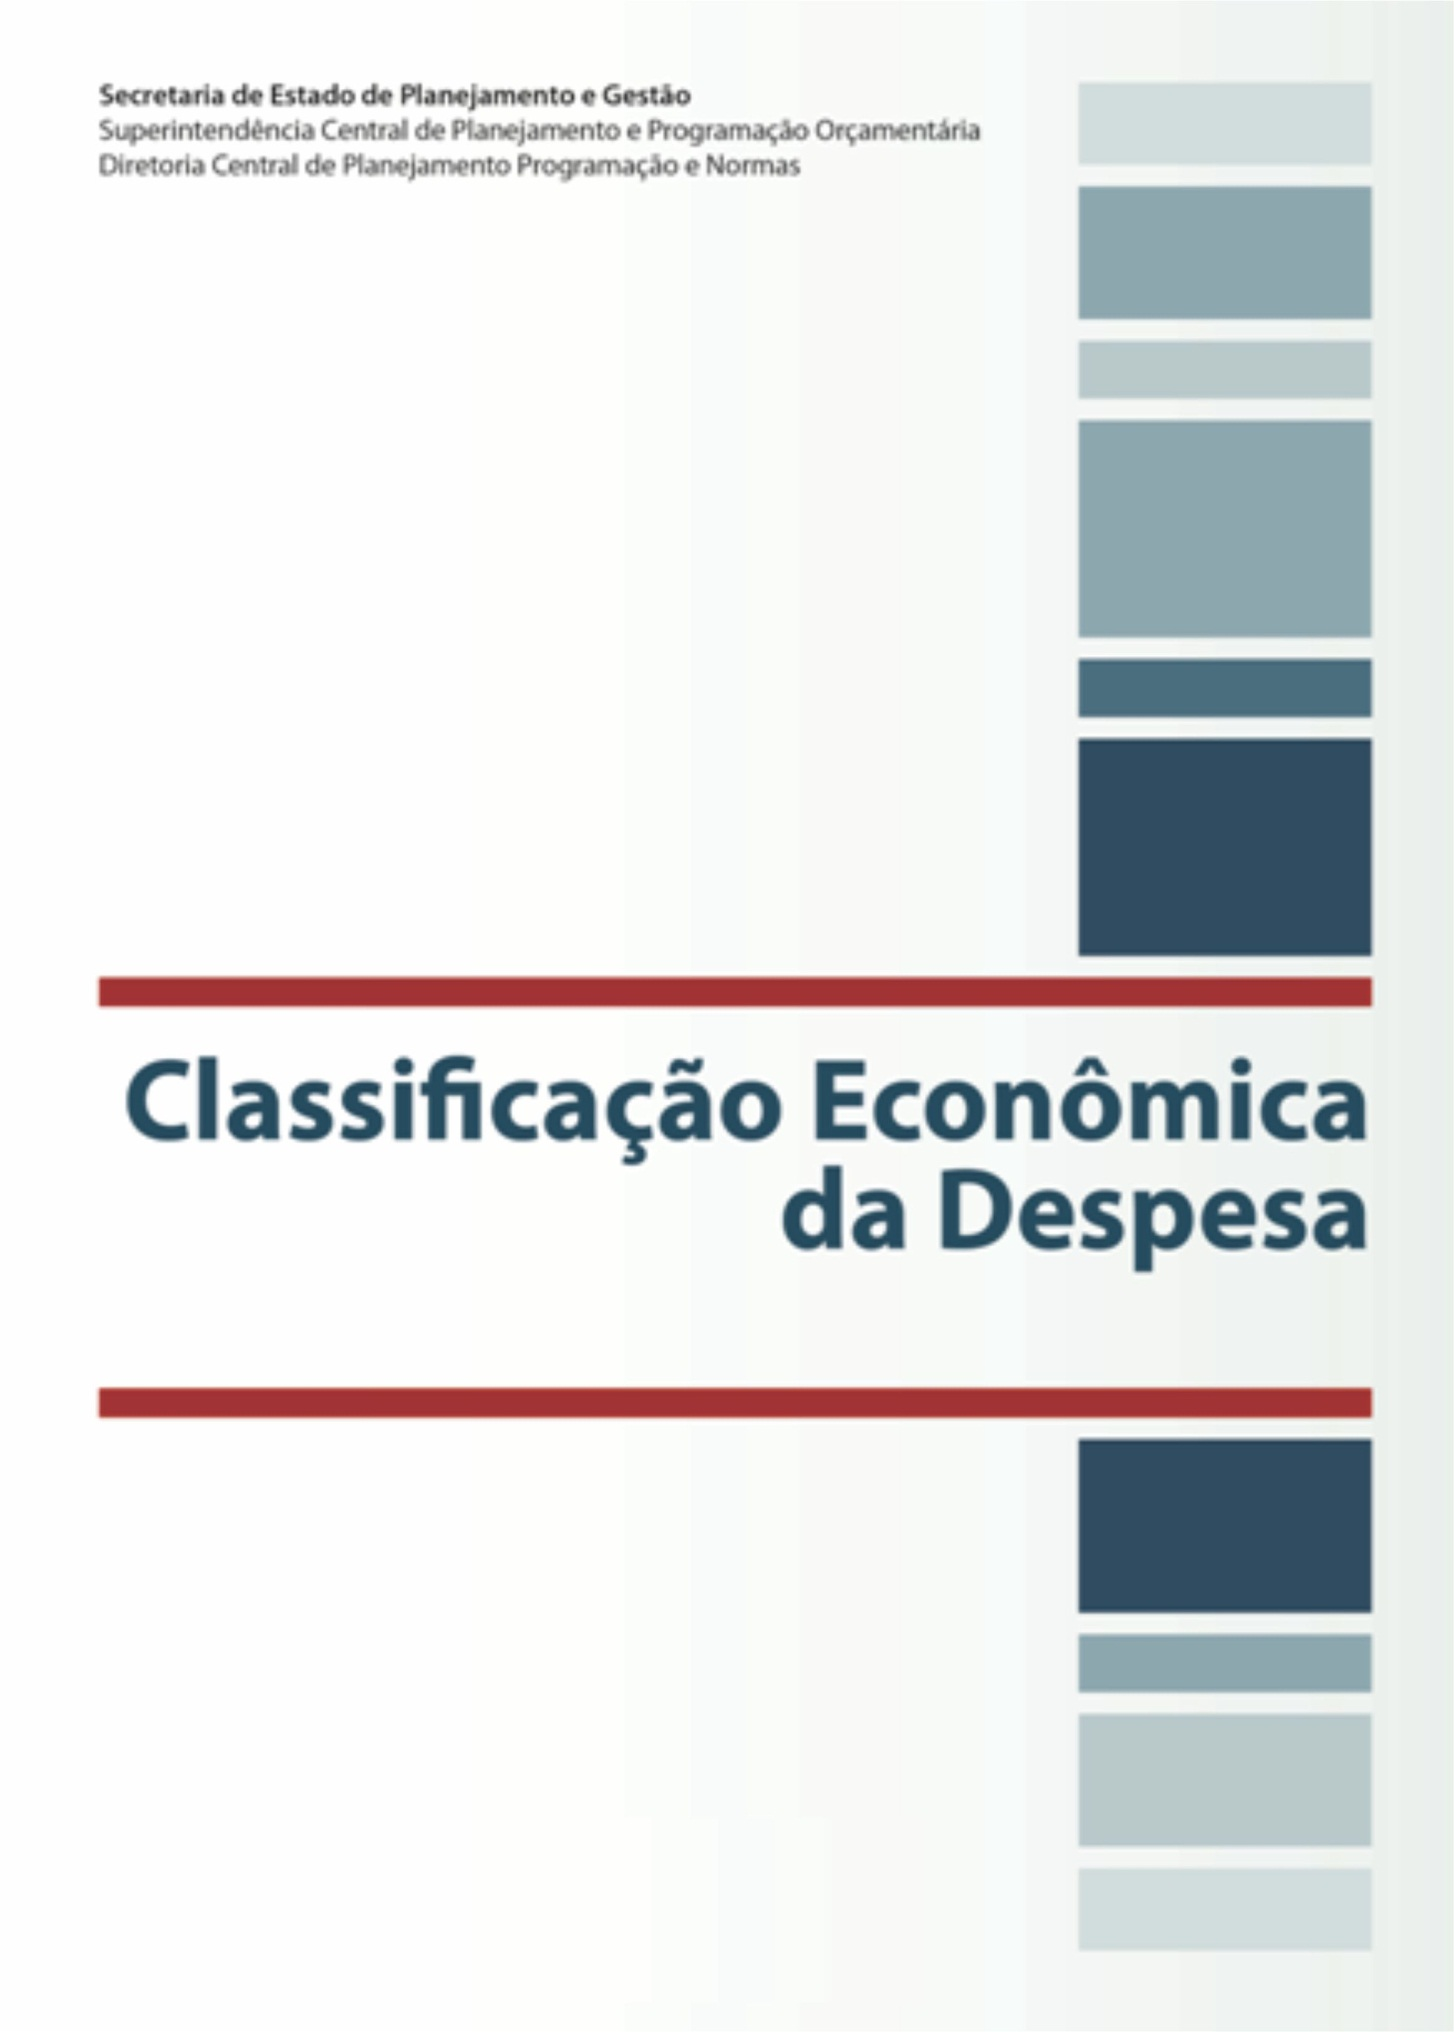 Secretaria de Estado de Planejamento e Gestão
Superintendência Central de Planejamento e Programação Orçamentária
Diretoria Central de Planejamento Programação e Normas
Classificação Econômica
da Despesa